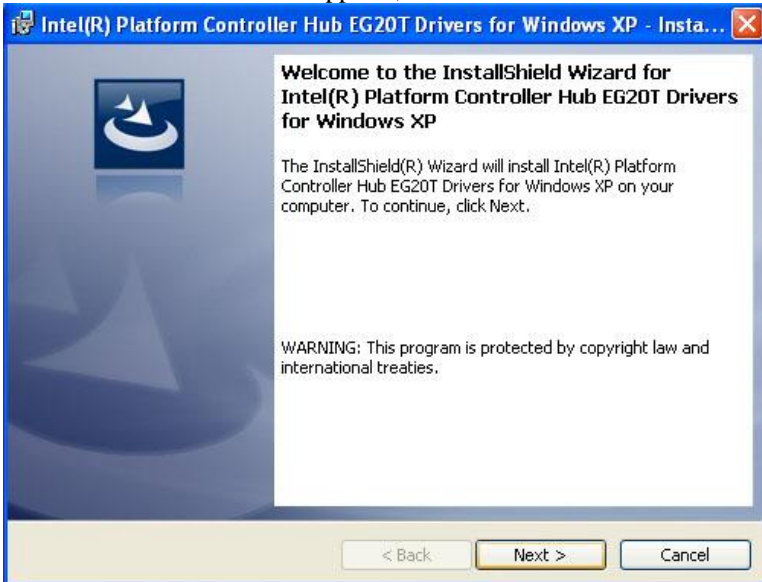 Intel(R) Platform Controller Hub EG20T Drivers for Windows XP - Insta...
Welcome to the InstallShield Wizard for
Intel(R) Platform Controller Hub EG20T Drivers
for Windows XP
The InstallShield(R) Wizard will install Intel(R) Platform
Controller Hub EG20T Drivers for Windows XP on your
computer. To continue, click Next.
WARNING: This program is protected by copyright law and
international treaties.
< Back
Next >
Cancel